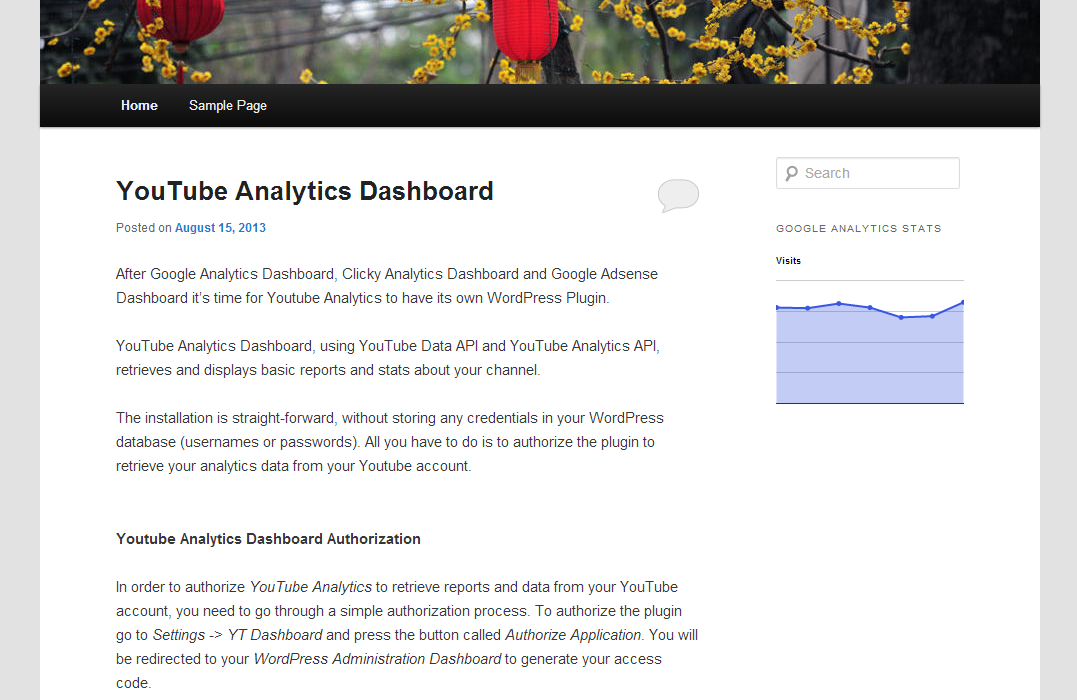 Home
Sample Page
YouTube Analytics Dashboard
Posted on August 15, 2013
After Google Analytics Dashboard, Clicky Analytics Dashboard and Google Adsense
Dashboard it's time for Youtube Analytics to have its own WordPress Plugin.
YouTube Analytics Dashboard, using YouTube Data API and YouTube Analytics API,
retrieves and displays basic reports and stats about your channel.
The installation is straight-forward, without storing any credentials in your WordPress
database (usernames or passwords). All you have to do is to authorize the plugin to
retrieve your analytics data from your Youtube account.
Youtube Analytics Dashboard Authorization
In order to authorize YouTube Analytics to retrieve reports and data from your YouTube
account, you need to go through a simple authorization process. To authorize the plugin
go to Settings -> YT Dashboard and press the button called Authorize Application. You will
be redirected to your WordPress Administration Dashboard to generate your access
code.
Search
GOOGLE ANALYTICS STATS
Visits